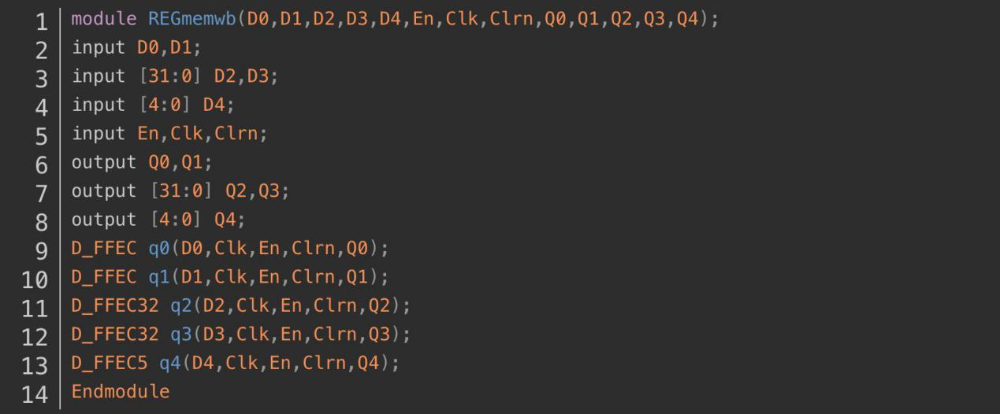 1 module REGmemwb(D0,D1,D2,D3,D4,En,Clk,Clrn,Q0,Q1,Q2,Q3,Q4);
2 input D0,D1;
3 input [31:0] D2,D3;
4 input [4:0] D4;
5 input En,Clk,Clrn;
6 output Q0,Q1;
7 output [31:0] Q2,Q3;
8 output [4:0] Q4;
9 D_FFEC q0(D0,Clk,En,Clrn,Q0);
10 D_FFEC q1(D1,Clk,En,Clrn,Q1);
11 D_FFEC32 q2(D2,Clk,En,Clrn,Q2);
12 D_FFEC32 q3(D3,Clk,En,Clrn,Q3);
13 D_FFEC5 q4(D4,Clk,En,Clrn,Q4);
14 Endmodule